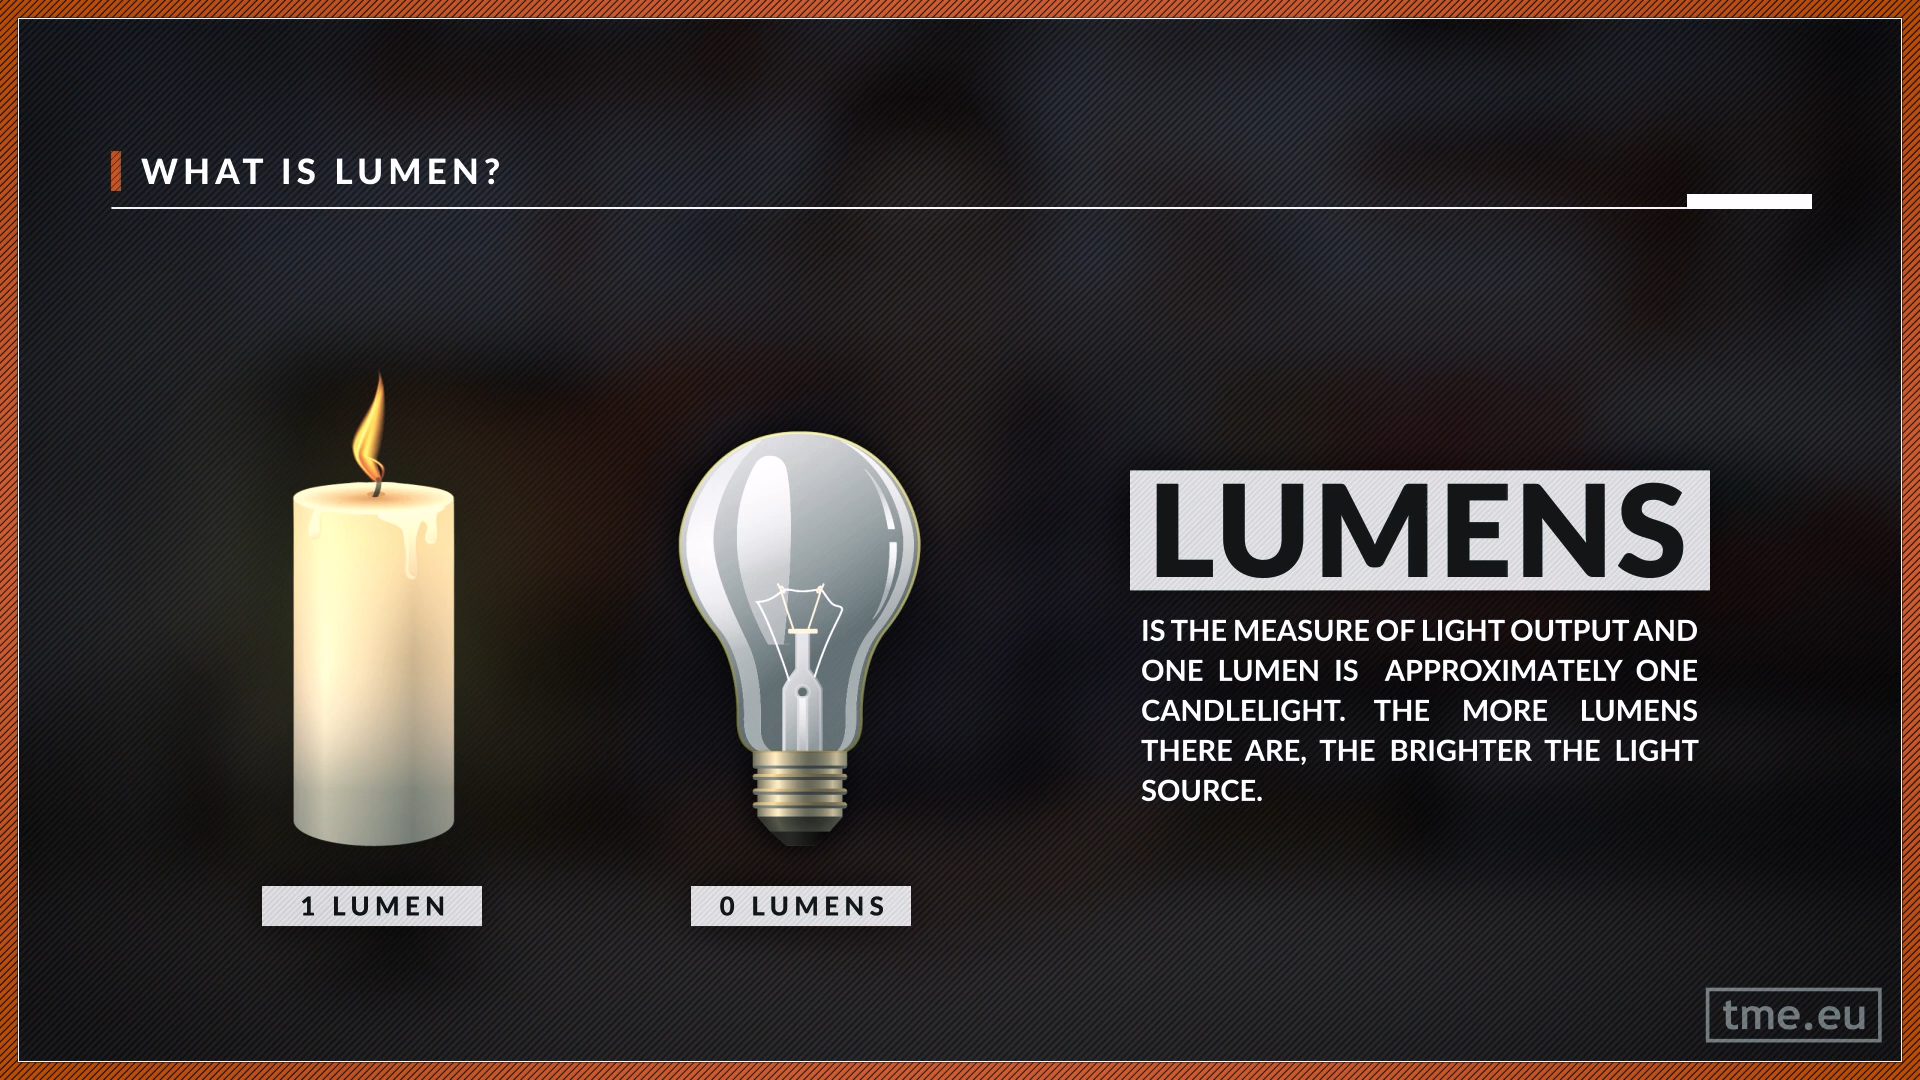 WHAT IS LUMEN?
LUMENS
IS THE MEASURE OF LIGHT OUTPUT AND
ONE LUMEN IS APPROXIMATELY ONE
CANDLELIGHT. THE MORE LUMENS
THERE ARE, THE BRIGHTER THE LIGHT
SOURCE.
1 LUMEN
0 LUMENS
tme.eu